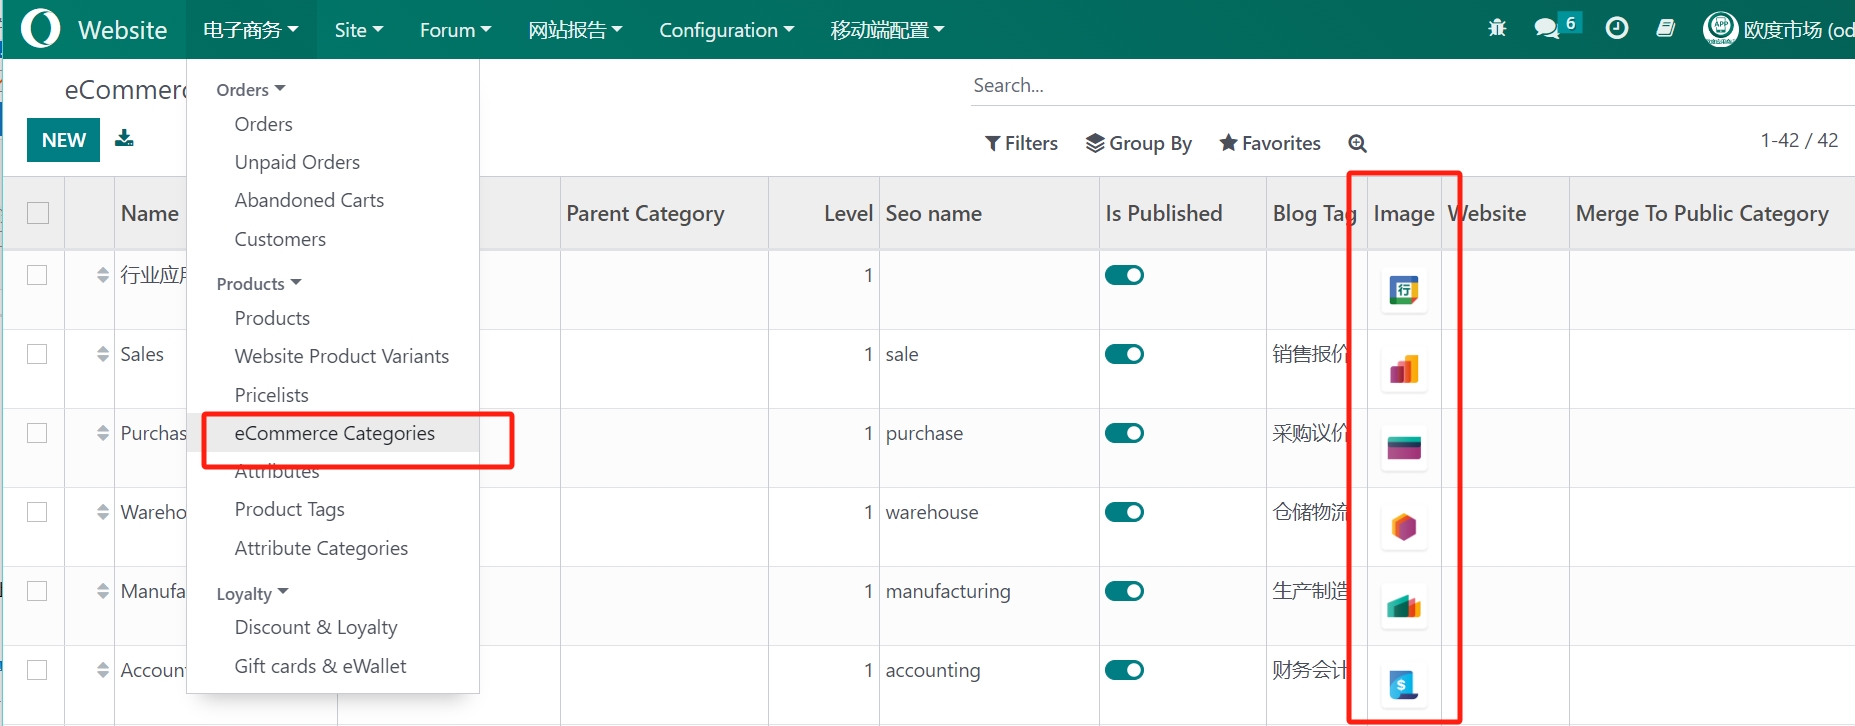 Website 电子商务 Site Forum 网站报告 Configuration 移动端配置 6 欧度市场 (od
eCommerc
Search...
NEW
Filters Group By Favorites 1-42 / 42
Orders
Orders
Unpaid Orders
Abandoned Carts
Customers
Products
Products
Website Product Variants
Pricelists
eCommerce Categories
Attributes
Product Tags
Attribute Categories
Loyalty
Discount & Loyalty
Gift cards & eWallet
Name Parent Category Level Seo name Is Published Blog Tag Image Website Merge To Public Category
行业应用 1 行
Sales 1 sale 销售报价
Purchas 1 purchase 采购议价
Wareho 1 warehouse 仓储物流
Manufa 1 manufacturing 生产制造
Accoun 1 accounting 财务会计 $